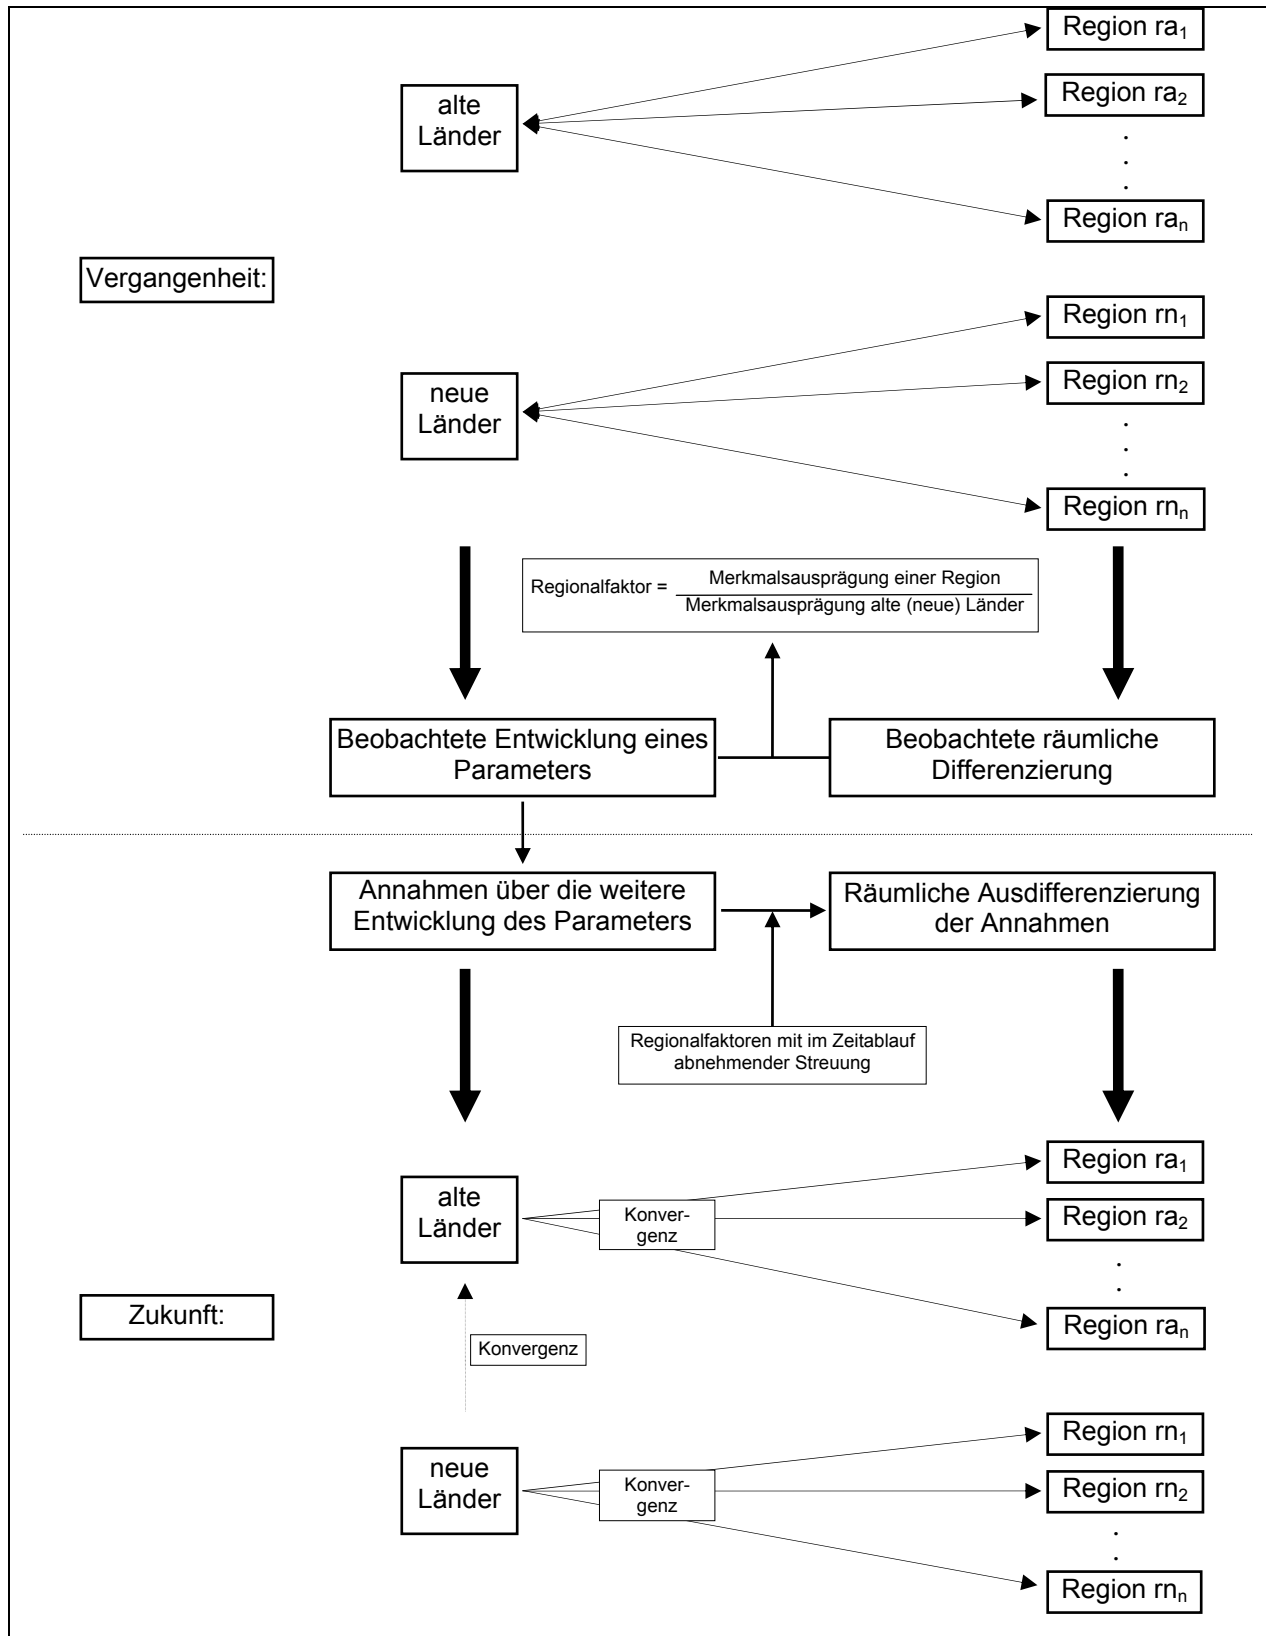 Region ra₁
alte
Länder
Region ra₂
.
.
.
Region raₙ
Vergangenheit:
Region rn₁
neue
Länder
Region rn₂
.
.
.
Region rnₙ
Regionalfaktor = Merkmalsausprägung einer Region
Merkmalsausprägung alte (neue) Länder
Beobachtete Entwicklung eines
Parameters
Beobachtete räumliche
Differenzierung
Annahmen über die weitere
Entwicklung des Parameters
Räumliche Ausdifferenzierung
der Annahmen
Regionalfaktoren mit im Zeitablauf
abnehmender Streuung
Region ra₁
alte
Länder
Konver-
genz
Region ra₂
.
.
Region raₙ
Zukunft:
Konvergenz
Region rn₁
neue
Länder
Konver-
genz
Region rn₂
.
.
Region rnₙ